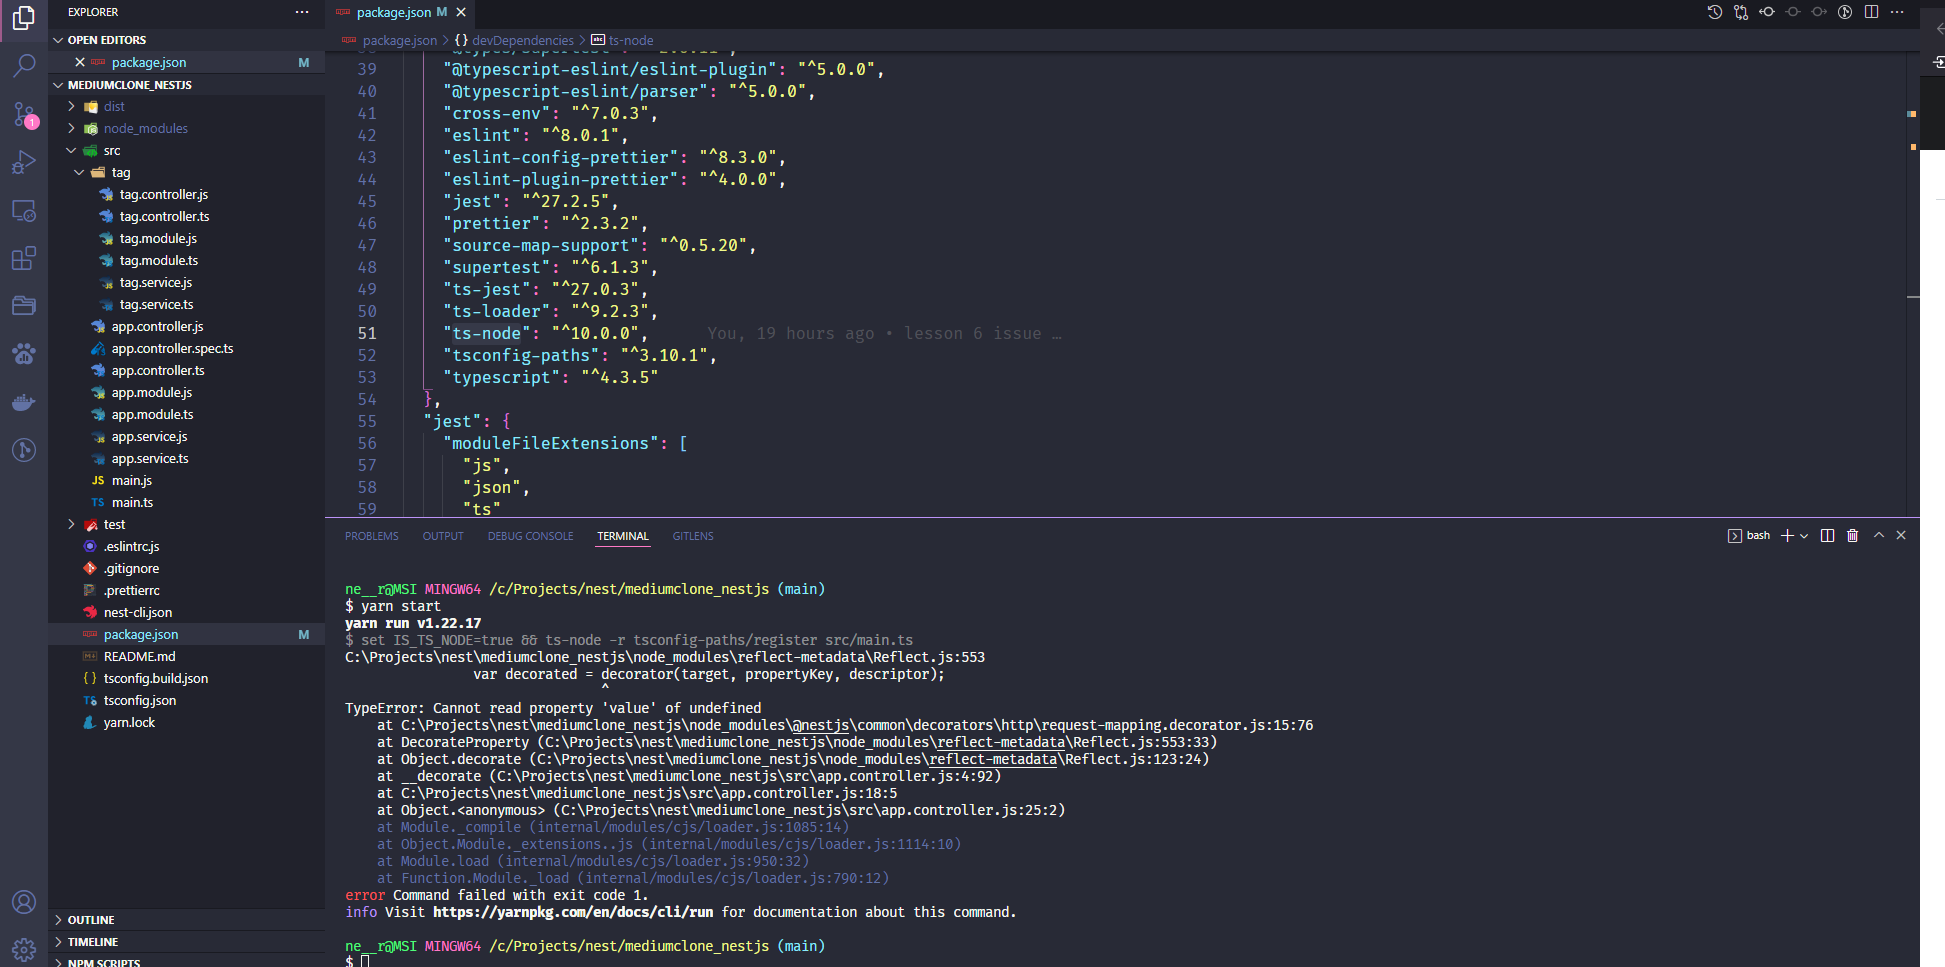 EXPLORER
OPEN EDITORS
package.json M
MEDIUMCLONE_NESTJS
dist
node_modules
src
tag
tag.controller.js
tag.controller.ts
tag.module.js
tag.module.ts
tag.service.js
tag.service.ts
app.controller.js
app.controller.spec.ts
app.controller.ts
app.module.js
app.module.ts
app.service.js
app.service.ts
JS main.js
TS main.ts
test
.eslintrc.js
.gitignore
.prettierrc
nest-cli.json
package.json M
README.md
{} tsconfig.build.json
TS tsconfig.json
yarn.lock
OUTLINE
TIMELINE
NPM SCRIPTS
1
package.json M
package.json > {} devDependencies > abc ts-node
39 "@typescript-eslint/eslint-plugin": "^5.0.0",
40 "@typescript-eslint/parser": "^5.0.0",
41 "cross-env": "^7.0.3",
42 "eslint": "^8.0.1",
43 "eslint-config-prettier": "^8.3.0",
44 "eslint-plugin-prettier": "^4.0.0",
45 "jest": "^27.2.5",
46 "prettier": "^2.3.2",
47 "source-map-support": "^0.5.20",
48 "supertest": "^6.1.3",
49 "ts-jest": "^27.0.3",
50 "ts-loader": "^9.2.3",
51 "ts-node": "^10.0.0", You, 19 hours ago • lesson 6 issue …
52 "tsconfig-paths": "^3.10.1",
53 "typescript": "^4.3.5"
54 },
55 "jest": {
56 "moduleFileExtensions": [
57 "js",
58 "json",
59 "ts"
PROBLEMS OUTPUT DEBUG CONSOLE TERMINAL GITLENS
bash
ne__r@MSI MINGW64 /c/Projects/nest/mediumclone_nestjs (main)
$ yarn start
yarn run v1.22.17
$ set IS_TS_NODE=true && ts-node -r tsconfig-paths/register src/main.ts
C:\Projects\nest\mediumclone_nestjs\node_modules\reflect-metadata\Reflect.js:553
var decorated = decorator(target, propertyKey, descriptor);
^
TypeError: Cannot read property 'value' of undefined
at C:\Projects\nest\mediumclone_nestjs\node_modules\@nestjs\common\decorators\http\request-mapping.decorator.js:15:76
at DecorateProperty (C:\Projects\nest\mediumclone_nestjs\node_modules\reflect-metadata\Reflect.js:553:33)
at Object.decorate (C:\Projects\nest\mediumclone_nestjs\node_modules\reflect-metadata\Reflect.js:123:24)
at __decorate (C:\Projects\nest\mediumclone_nestjs\src\app.controller.js:4:92)
at C:\Projects\nest\mediumclone_nestjs\src\app.controller.js:18:5
at Object.<anonymous> (C:\Projects\nest\mediumclone_nestjs\src\app.controller.js:25:2)
at Module._compile (internal/modules/cjs/loader.js:1085:14)
at Object.Module._extensions..js (internal/modules/cjs/loader.js:1114:10)
at Module.load (internal/modules/cjs/loader.js:950:32)
at Function.Module._load (internal/modules/cjs/loader.js:790:12)
error Command failed with exit code 1.
info Visit https://yarnpkg.com/en/docs/cli/run for documentation about this command.
ne__r@MSI MINGW64 /c/Projects/nest/mediumclone_nestjs (main)
$